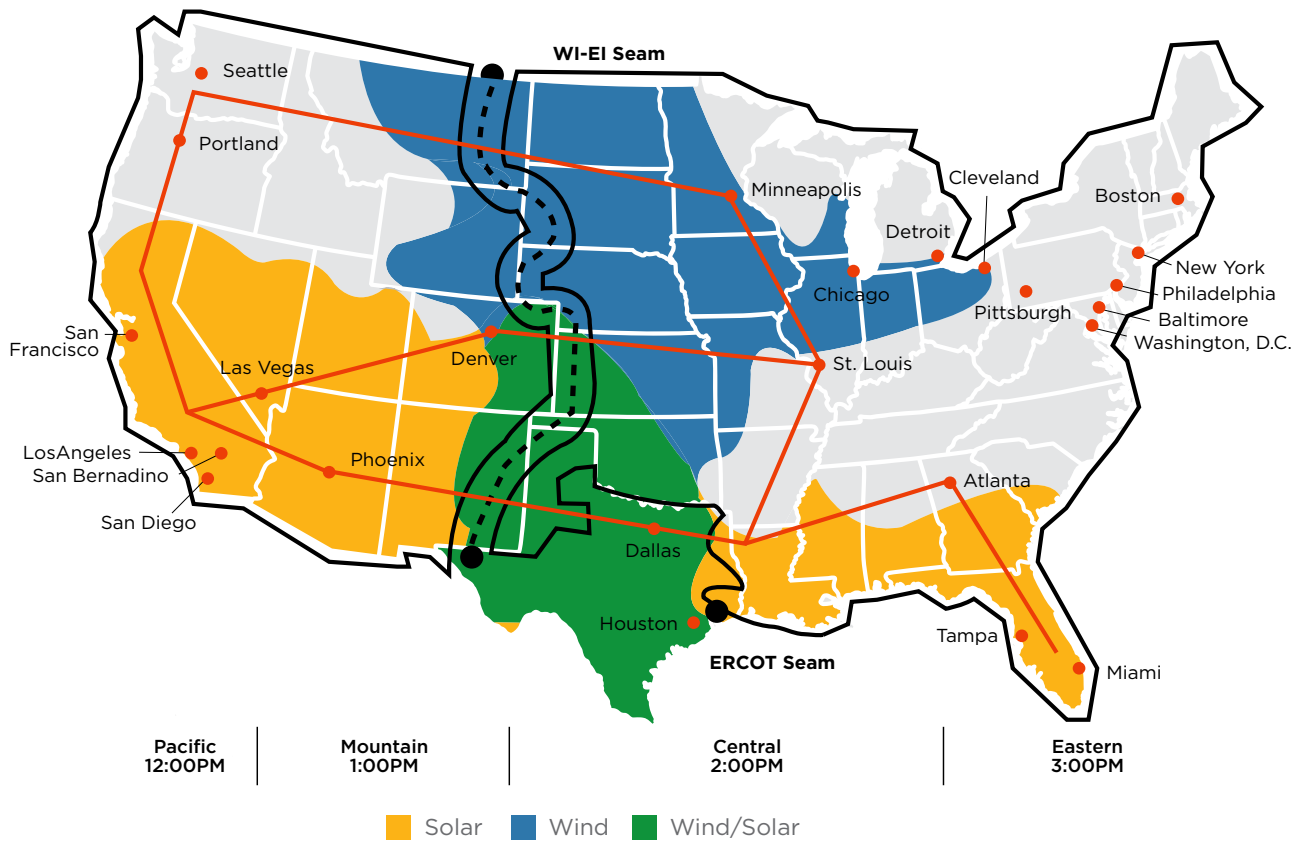 WI-EI Seam
Seattle
Portland
Minneapolis
Cleveland
Boston
Detroit
New York
Chicago
Philadelphia
Pittsburgh
Baltimore
Washington, D.C.
San
Francisco
Las Vegas
Denver
St. Louis
LosAngeles
San Bernadino
Phoenix
San Diego
Atlanta
Dallas
Houston
Tampa
ERCOT Seam
Miami
Pacific
12:00PM
Mountain
1:00PM
Central
2:00PM
Eastern
3:00PM
Solar
Wind
Wind/Solar